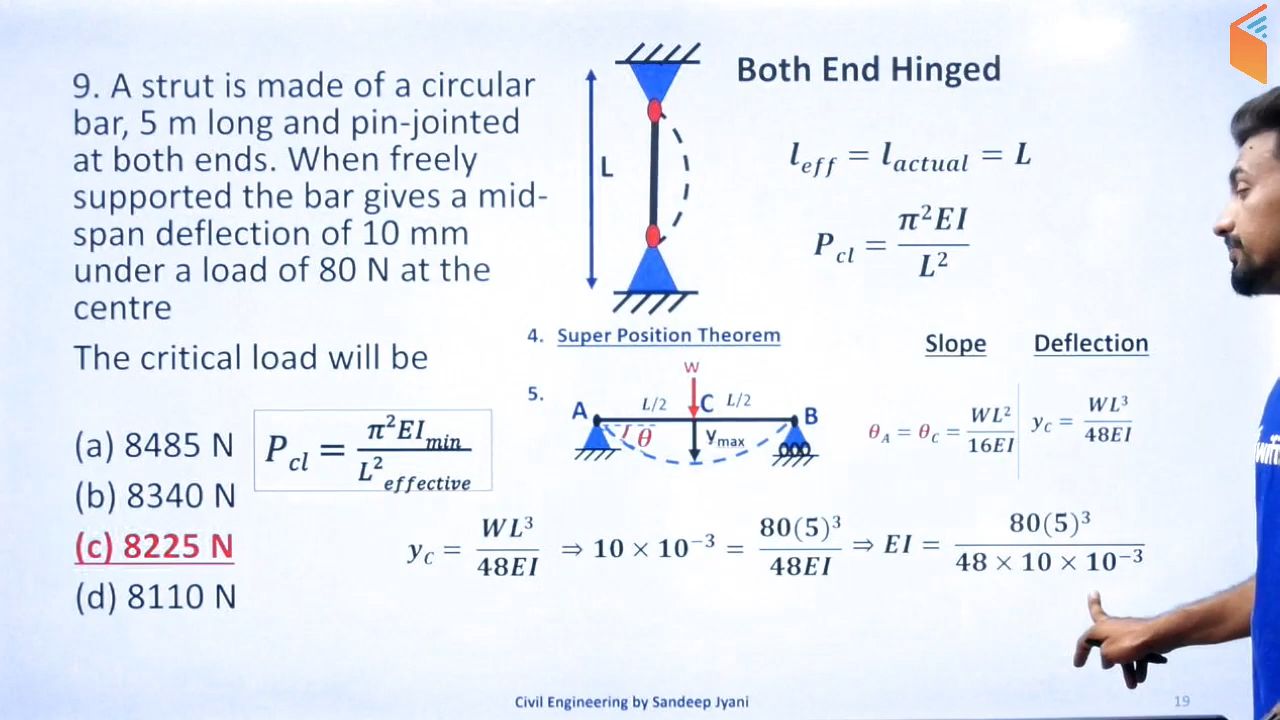 9. A strut is made of a circular
bar, 5 m long and pin-jointed
at both ends. When freely
supported the bar gives a mid-
span deflection of 10 mm
under a load of 80 N at the
centre
The critical load will be
(a) 8485 N
(b) 8340 N
(c) 8225 N
(d) 8110 N
P_cl = π²EI_min / L²_effective
L
Both End Hinged
l_eff = l_actual = L
P_cl = π²EI / L²
4. Super Position Theorem
Slope Deflection
5.
W
A L/2 C L/2 B
θ y_max
θ_A = θ_C = WL² / 16EI
y_C = WL³ / 48EI
y_C = WL³ / 48EI ⇒ 10 × 10⁻³ = 80(5)³ / 48EI ⇒ EI = 80(5)³ / 48 × 10 × 10⁻³
Civil Engineering by Sandeep Jyani
19